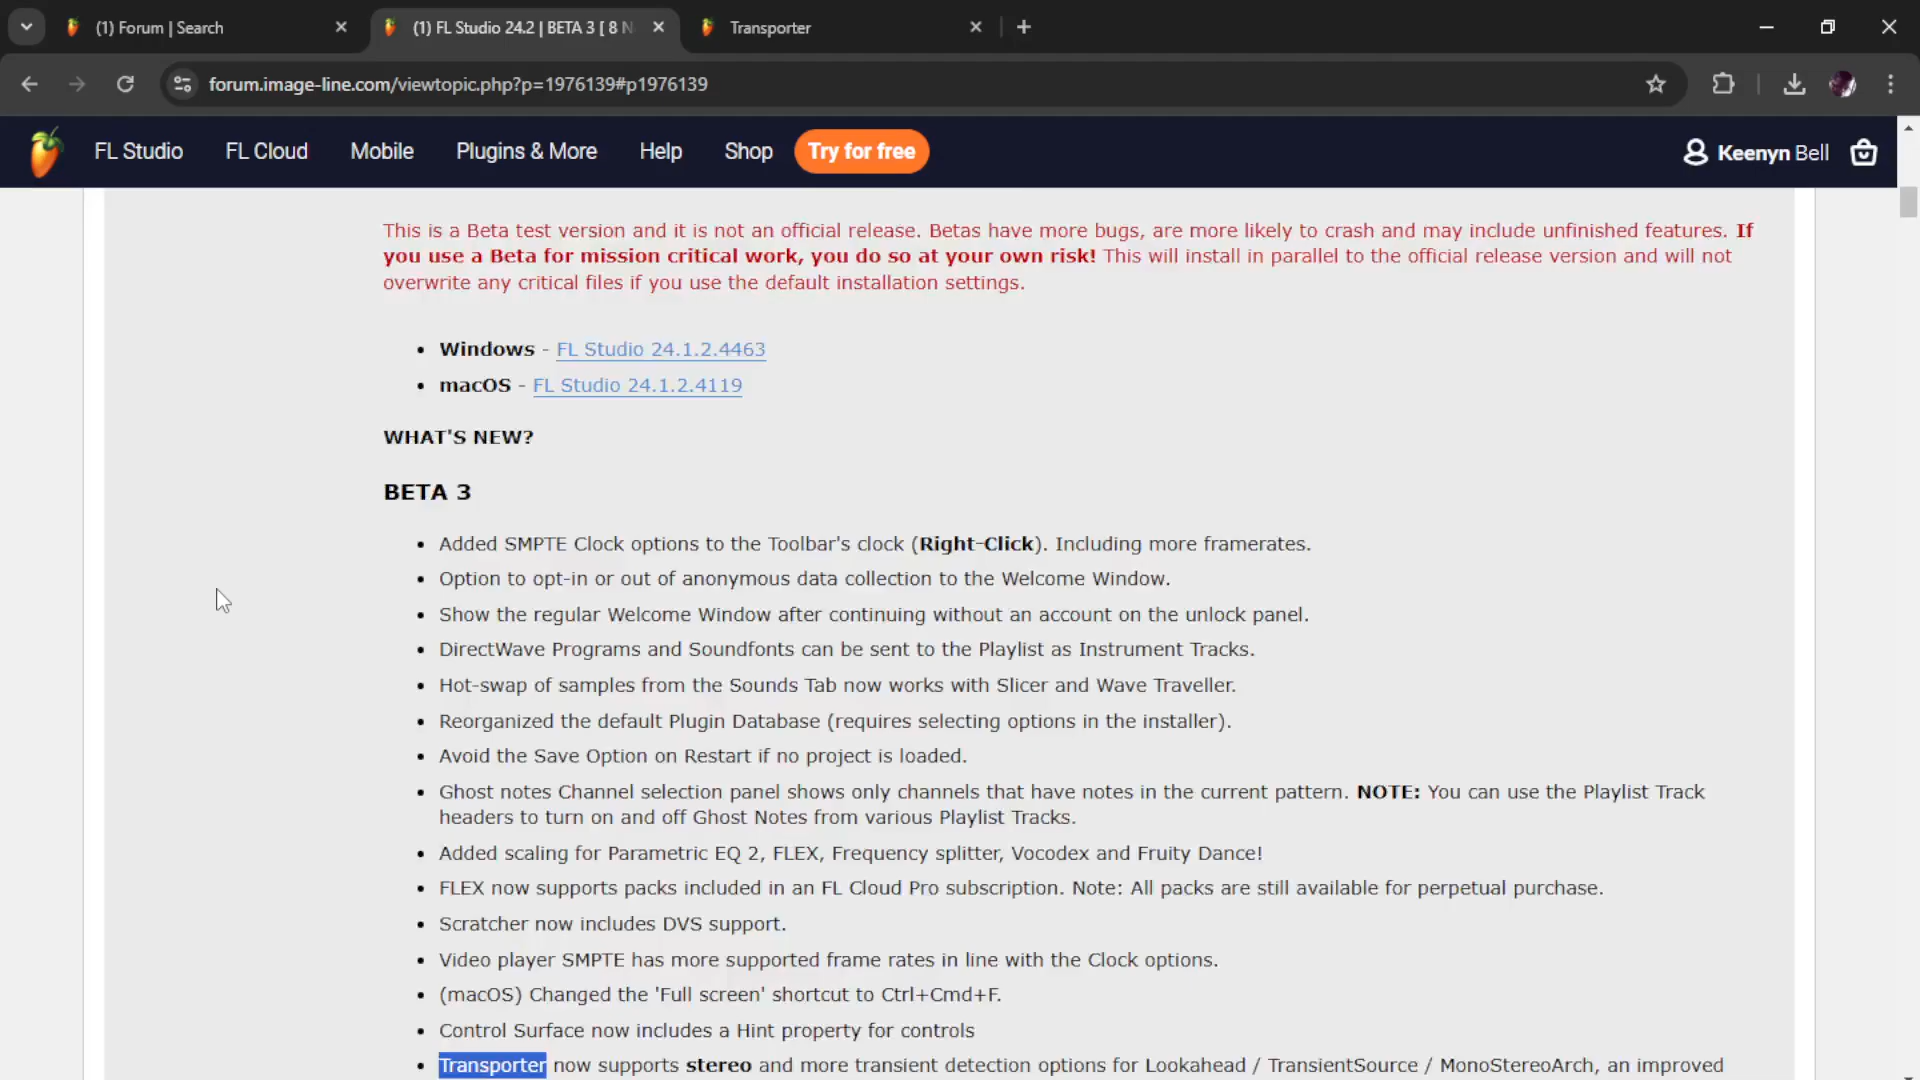 (1) Forum | Search
(1) FL Studio 24.2 | BETA 3 [ 8 N
Transporter
forum.image-line.com/viewtopic.php?p=1976139#p1976139
FL Studio
FL Cloud
Mobile
Plugins & More
Help
Shop
Try for free
Keenyn Bell
This is a Beta test version and it is not an official release. Betas have more bugs, are more likely to crash and may include unfinished features. If
you use a Beta for mission critical work, you do so at your own risk! This will install in parallel to the official release version and will not
overwrite any critical files if you use the default installation settings.
• Windows - FL Studio 24.1.2.4463
• macOS - FL Studio 24.1.2.4119
WHAT'S NEW?
BETA 3
• Added SMPTE Clock options to the Toolbar's clock (Right-Click). Including more framerates.
• Option to opt-in or out of anonymous data collection to the Welcome Window.
• Show the regular Welcome Window after continuing without an account on the unlock panel.
• DirectWave Programs and Soundfonts can be sent to the Playlist as Instrument Tracks.
• Hot-swap of samples from the Sounds Tab now works with Slicer and Wave Traveller.
• Reorganized the default Plugin Database (requires selecting options in the installer).
• Avoid the Save Option on Restart if no project is loaded.
• Ghost notes Channel selection panel shows only channels that have notes in the current pattern. NOTE: You can use the Playlist Track
headers to turn on and off Ghost Notes from various Playlist Tracks.
• Added scaling for Parametric EQ 2, FLEX, Frequency splitter, Vocodex and Fruity Dance!
• FLEX now supports packs included in an FL Cloud Pro subscription. Note: All packs are still available for perpetual purchase.
• Scratcher now includes DVS support.
• Video player SMPTE has more supported frame rates in line with the Clock options.
• (macOS) Changed the 'Full screen' shortcut to Ctrl+Cmd+F.
• Control Surface now includes a Hint property for controls
• Transporter now supports stereo and more transient detection options for Lookahead / TransientSource / MonoStereoArch, an improved